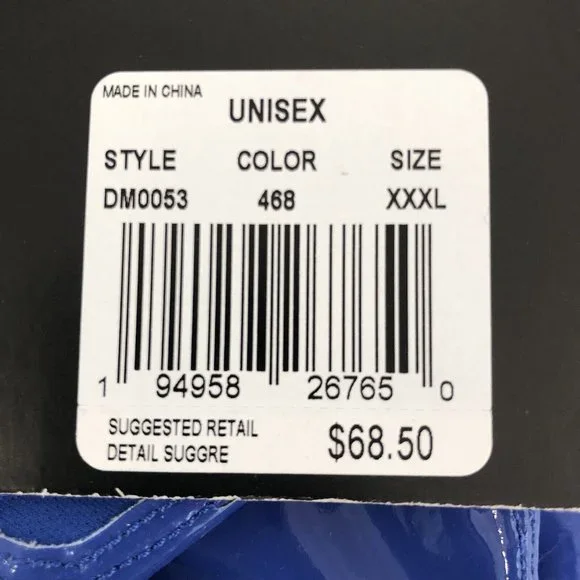 MADE IN CHINA
UNISEX
STYLE COLOR SIZE
DM0053 468 XXXL
1 94958 26765 0
SUGGESTED RETAIL
DETAIL SUGGRE $68.50